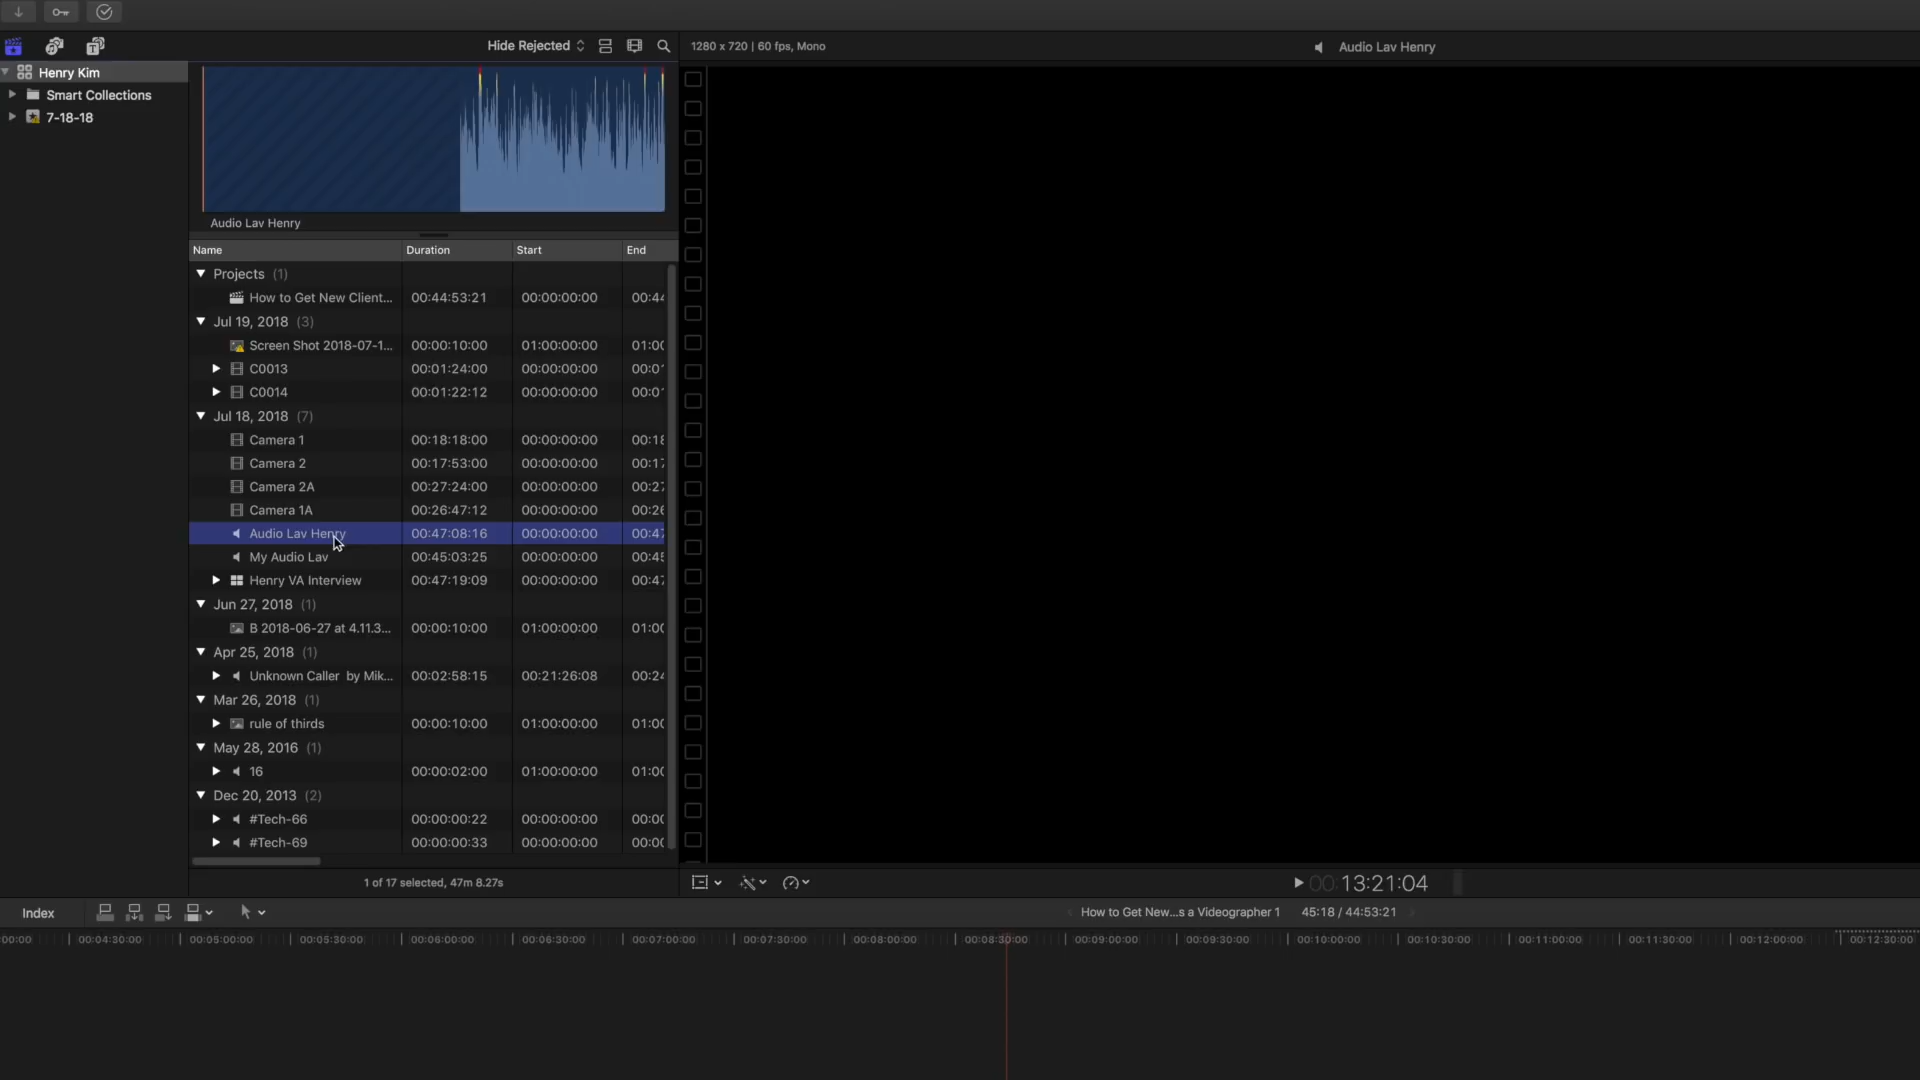 Hide Rejected
1280 x 720 | 60 fps, Mono
Audio Lav Henry
Henry Kim
Smart Collections
7-18-18
Audio Lav Henry
Name Duration Start End
Projects (1)
How to Get New Client... 00:44:53:21 00:00:00:00 00:44
Jul 19, 2018 (3)
Screen Shot 2018-07-1... 00:00:10:00 01:00:00:00 01:00
C0013 00:01:24:00 00:00:00:00 00:01
C0014 00:01:22:12 00:00:00:00 00:01
Jul 18, 2018 (7)
Camera 1 00:18:18:00 00:00:00:00 00:18
Camera 2 00:17:53:00 00:00:00:00 00:17
Camera 2A 00:27:24:00 00:00:00:00 00:27
Camera 1A 00:26:47:12 00:00:00:00 00:26
Audio Lav Henry 00:47:08:16 00:00:00:00 00:47
My Audio Lav 00:45:03:25 00:00:00:00 00:45
Henry VA Interview 00:47:19:09 00:00:00:00 00:47
Jun 27, 2018 (1)
B 2018-06-27 at 4.11.3... 00:00:10:00 01:00:00:00 01:00
Apr 25, 2018 (1)
Unknown Caller by Mik... 00:02:58:15 00:21:26:08 00:24
Mar 26, 2018 (1)
rule of thirds 00:00:10:00 01:00:00:00 01:00
May 28, 2016 (1)
16 00:00:02:00 01:00:00:00 01:00
Dec 20, 2013 (2)
#Tech-66 00:00:00:22 00:00:00:00 00:00
#Tech-69 00:00:00:33 00:00:00:00 00:00
1 of 17 selected, 47m 8.27s
00:13:21:04
Index
How to Get New...s a Videographer 1 45:18 / 44:53:21
00:00 00:04:30:00 00:05:00:00 00:05:30:00 00:06:00:00 00:06:30:00 00:07:00:00 00:07:30:00 00:08:00:00 00:08:30:00 00:09:00:00 00:09:30:00 00:10:00:00 00:10:30:00 00:11:00:00 00:11:30:00 00:12:00:00 00:12:30:00